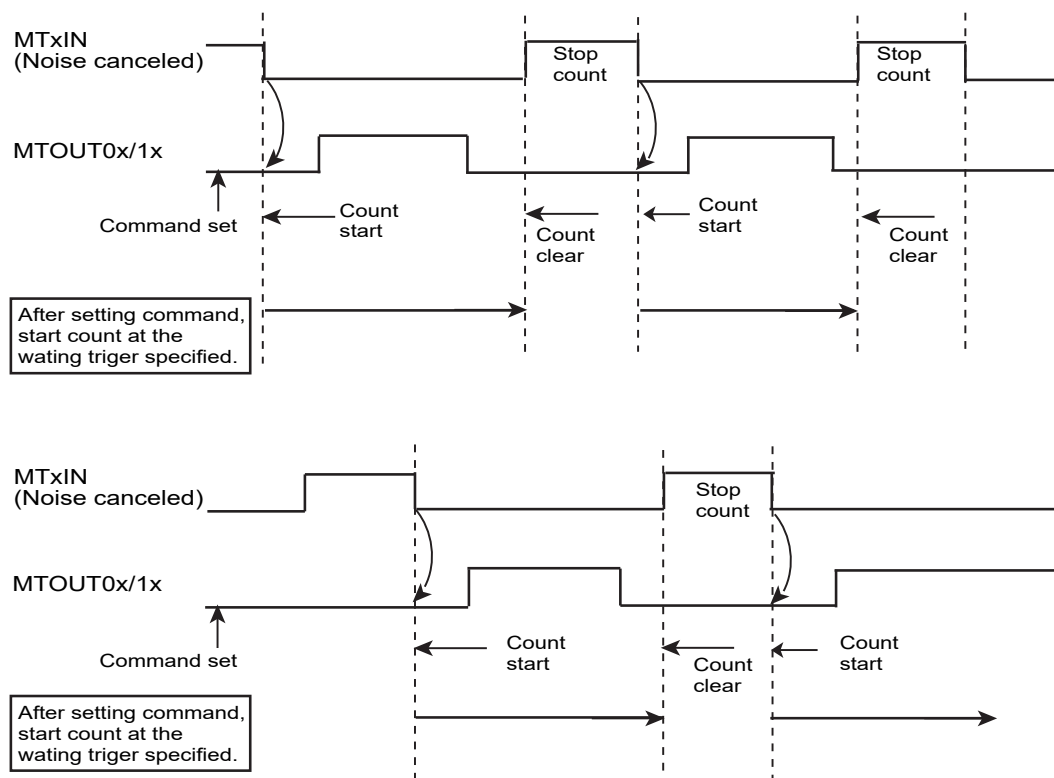 MTxIN
(Noise canceled)
Stop
count
Stop
count
MTOUT0x/1x
Command set
Count
start
Count
clear
Count
start
Count
clear
After setting command,
start count at the
wating triger specified.
MTxIN
(Noise canceled)
Stop
count
MTOUT0x/1x
Command set
Count
start
Count
clear
Count
start
After setting command,
start count at the
wating triger specified.